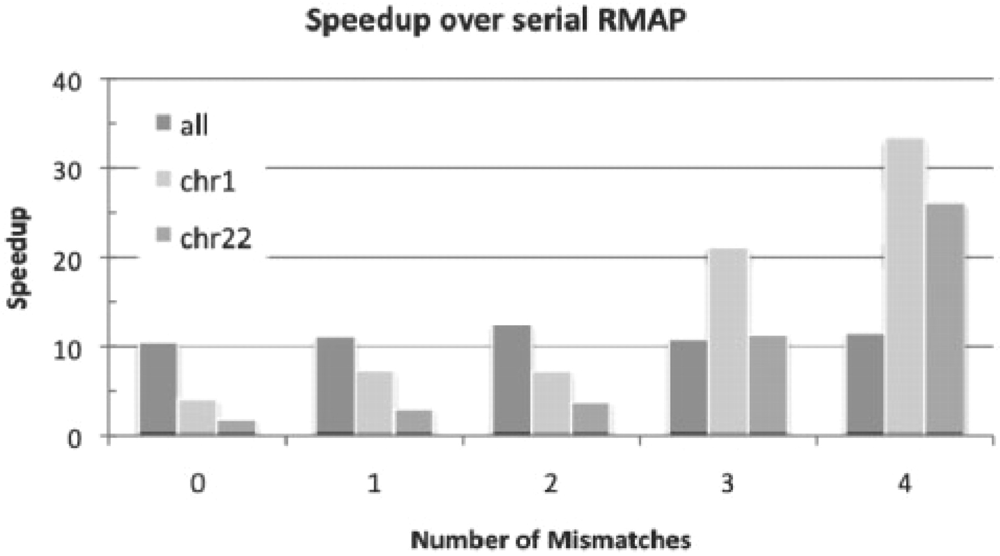 Speedup over serial RMAP
40
30
20
10
0
Speedup
all
chr1
chr22
0 1 2 3 4
Number of Mismatches